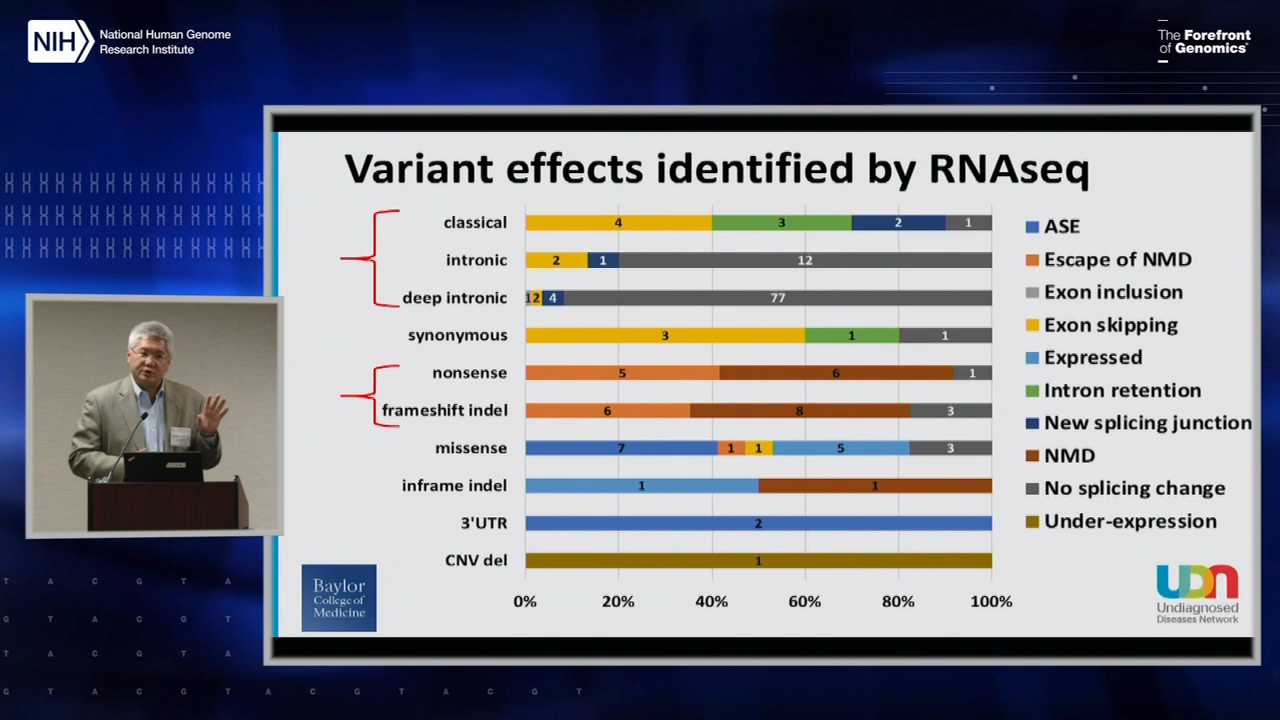 NIH National Human Genome
Research Institute
The Forefront
of Genomics®
Variant effects identified by RNAseq
classical 4 3 2 1
intronic 2 1 12
deep intronic 1 2 4 77
synonymous 3 1 1
nonsense 5 6 1
frameshift indel 6 8 3
missense 7 1 1 5 3
inframe indel 1 1
3'UTR 2
CNV del 1
0% 20% 40% 60% 80% 100%
ASE
Escape of NMD
Exon inclusion
Exon skipping
Expressed
Intron retention
New splicing junction
NMD
No splicing change
Under-expression
Baylor
College of
Medicine
UDN
Undiagnosed
Diseases Network
T A C G T A
G T A C G T
T A C G T A
G T A C G T A C G T A C G T